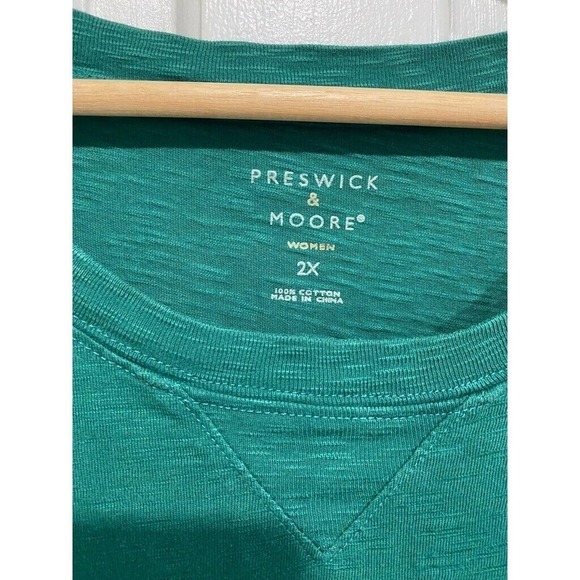 PRESWICK
&
MOORE®
WOMEN
2X
100% COTTON
MADE IN CHINA